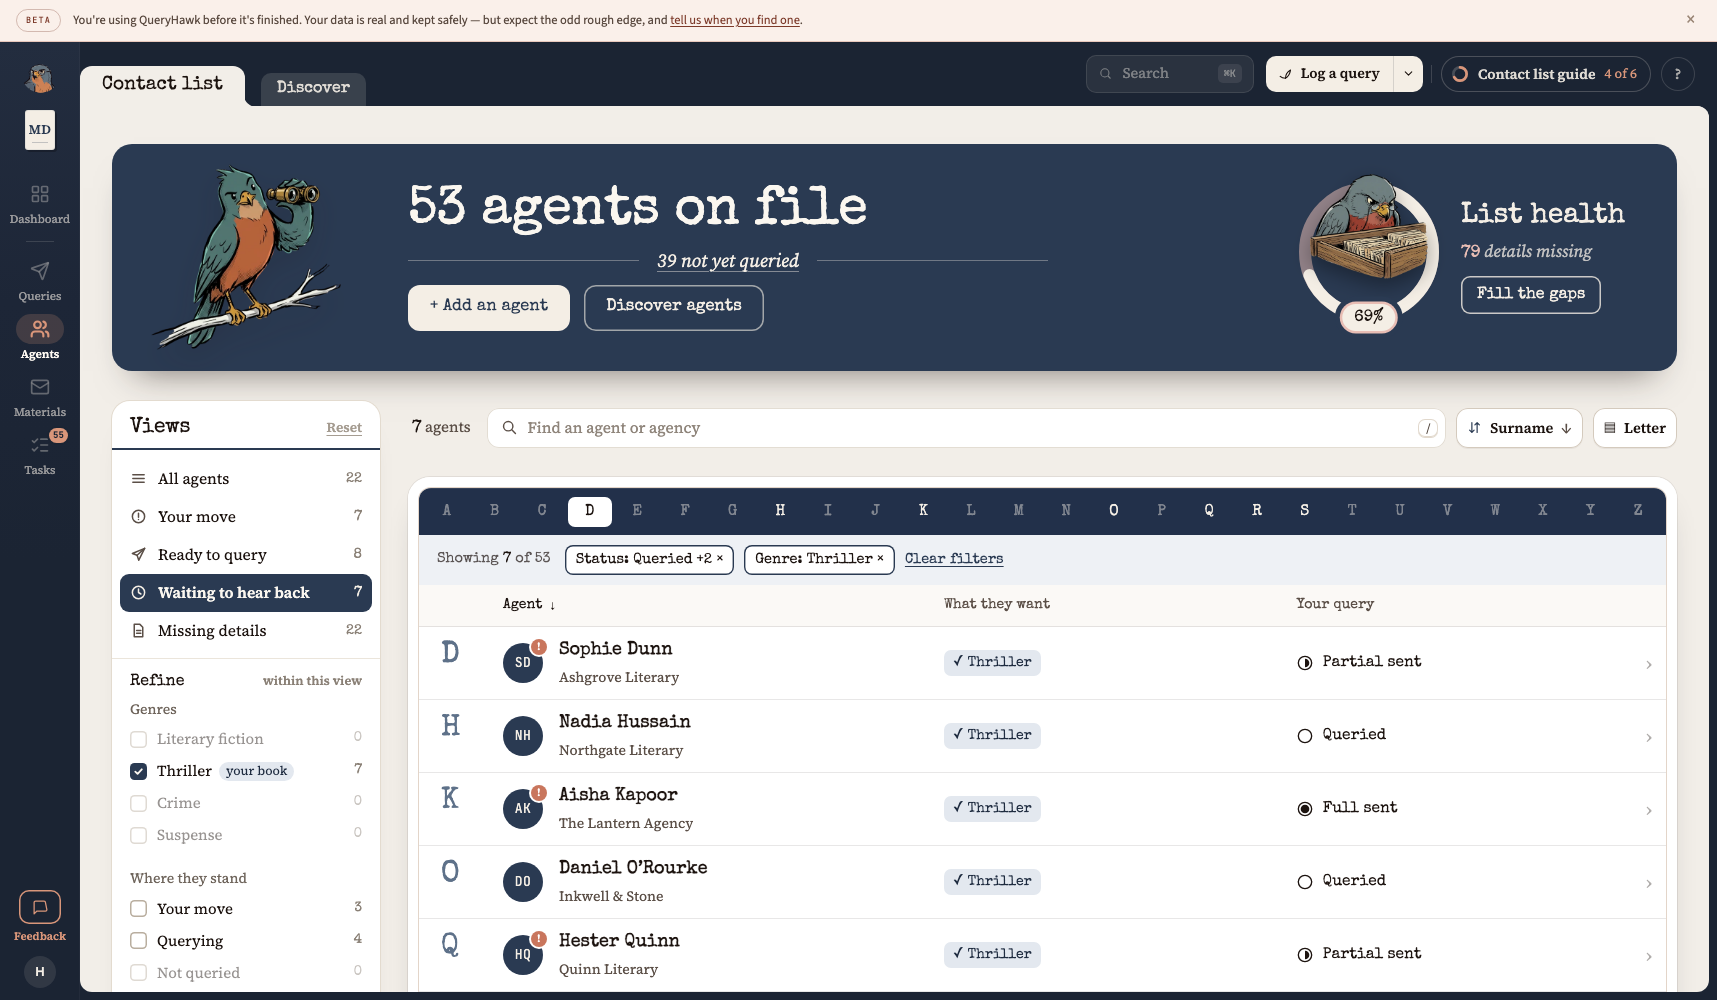 BETA You're using QueryHawk before it's finished. Your data is real and kept safely — but expect the odd rough edge, and tell us when you find one. ×
Contact list
Discover
Search ⌘K
Log a query
Contact list guide 4 of 6
?
MD
Dashboard
Queries
Agents
Materials
55
Tasks
Feedback
H
53 agents on file
39 not yet queried
+ Add an agent
Discover agents
69%
List health
79 details missing
Fill the gaps
Views
Reset
All agents 22
Your move 7
Ready to query 8
Waiting to hear back 7
Missing details 22
Refine within this view
Genres
Literary fiction 0
Thriller your book 7
Crime 0
Suspense 0
Where they stand
Your move 3
Querying 4
Not queried 0
7 agents
Find an agent or agency /
Surname ↓
Letter
A B C D E F G H I J K L M N O P Q R S T U V W X Y Z
Showing 7 of 53 Status: Queried +2 × Genre: Thriller × Clear filters
Agent ↓ What they want Your query
D SD ! Sophie Dunn ✓ Thriller Partial sent ›
Ashgrove Literary
H NH Nadia Hussain ✓ Thriller Queried ›
Northgate Literary
K AK ! Aisha Kapoor ✓ Thriller Full sent ›
The Lantern Agency
O DO Daniel O’Rourke ✓ Thriller Queried ›
Inkwell & Stone
Q HQ ! Hester Quinn ✓ Thriller Partial sent ›
Quinn Literary